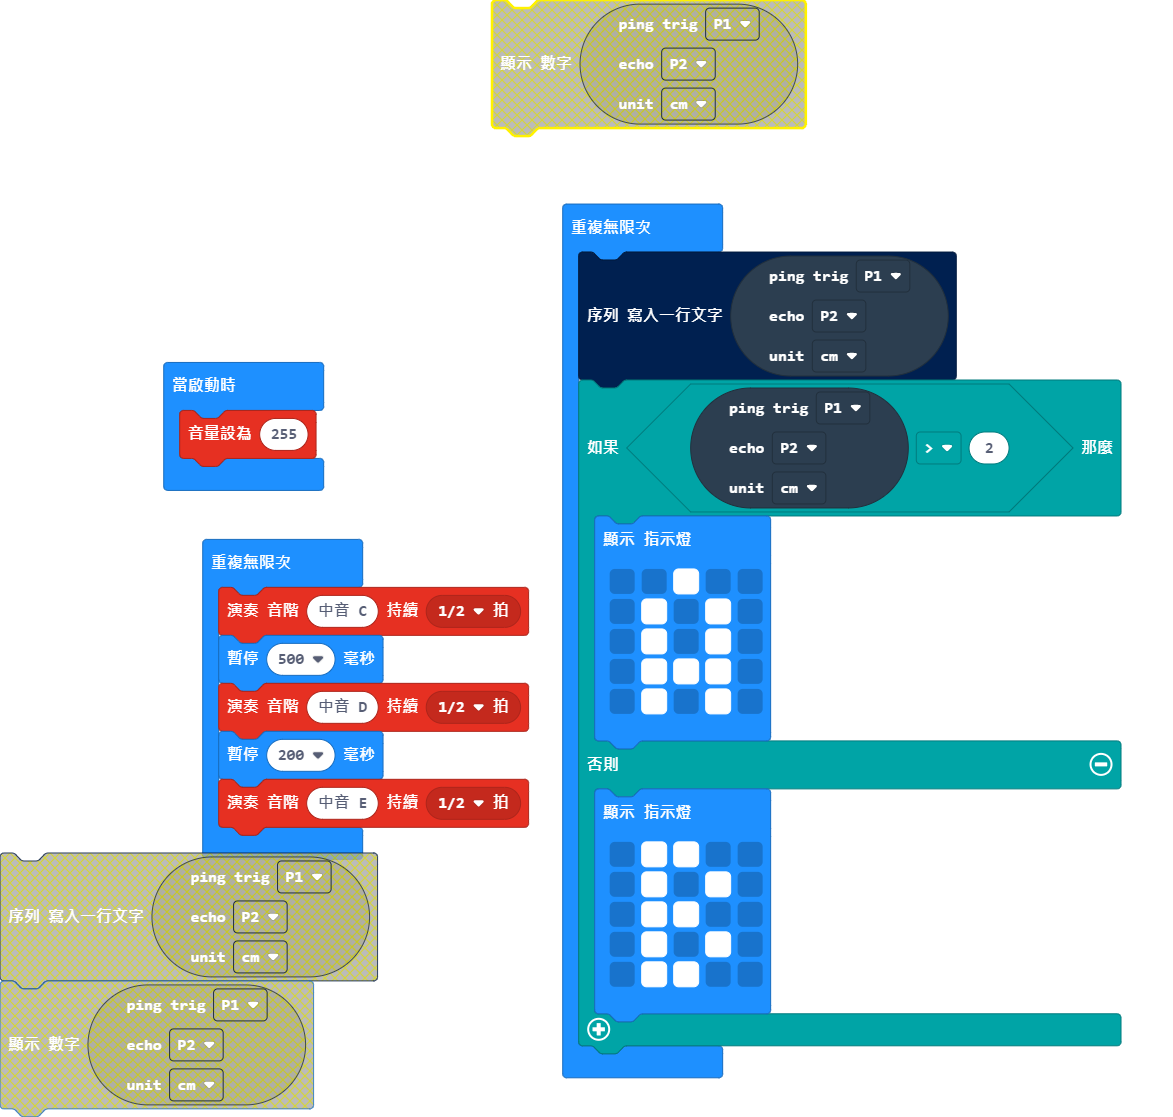 顯示 數字 ping trig P1
echo P2
unit cm
當啟動時
音量設為 255
重複無限次
演奏 音階 中音 C 持續 1/2 拍
暫停 500 毫秒
演奏 音階 中音 D 持續 1/2 拍
暫停 200 毫秒
演奏 音階 中音 E 持續 1/2 拍
序列 寫入一行文字 ping trig P1
echo P2
unit cm
顯示 數字 ping trig P1
echo P2
unit cm
重複無限次
序列 寫入一行文字 ping trig P1
echo P2
unit cm
如果 ping trig P1
echo P2
unit cm
> 2 那麼
顯示 指示燈
否則
顯示 指示燈